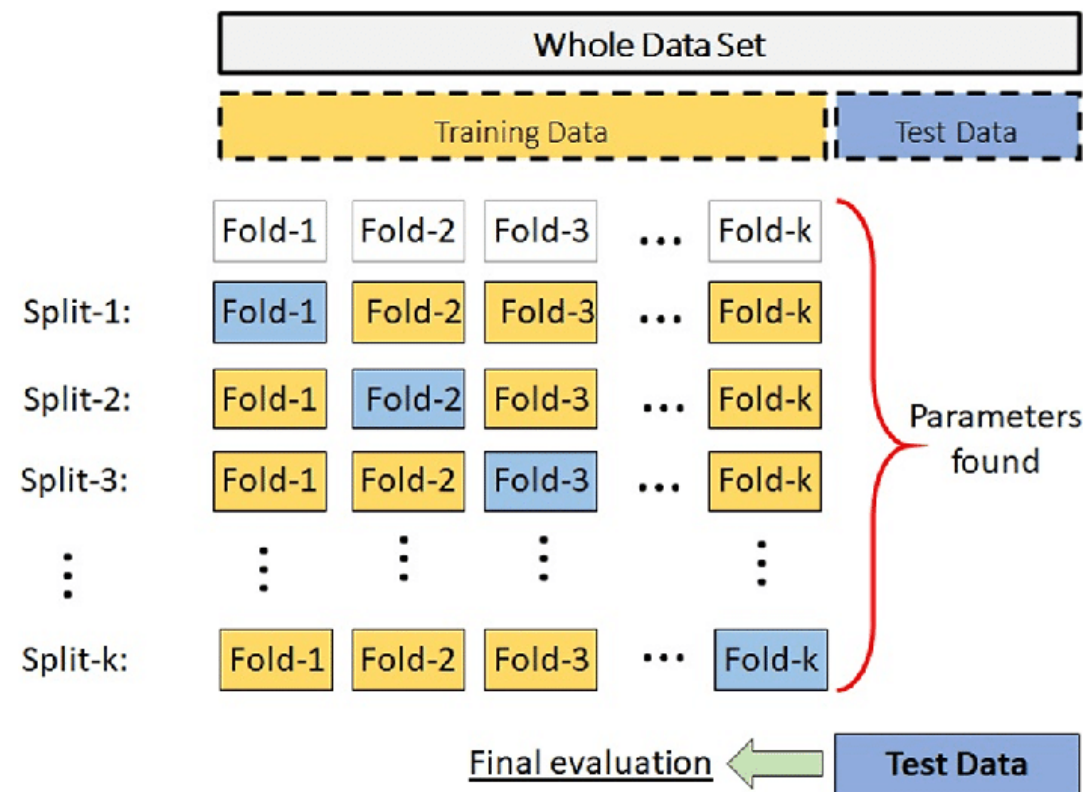 Whole Data Set
Training Data Test Data
Fold-1 Fold-2 Fold-3 ... Fold-k
Split-1: Fold-1 Fold-2 Fold-3 ... Fold-k
Split-2: Fold-1 Fold-2 Fold-3 ... Fold-k
Split-3: Fold-1 Fold-2 Fold-3 ... Fold-k
Split-k: Fold-1 Fold-2 Fold-3 ... Fold-k
Parameters
found
Final evaluation Test Data